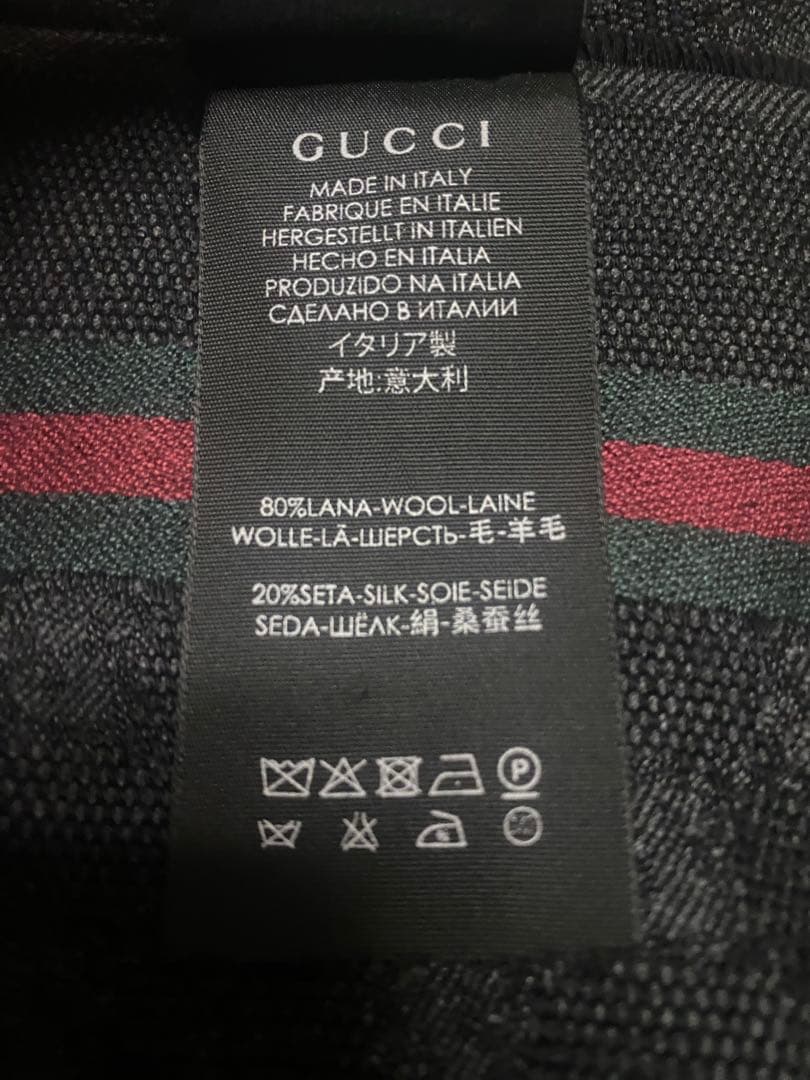 GUCCI
MADE IN ITALY
FABRIQUE EN ITALIE
HERGESTELLT IN ITALIEN
HECHO EN ITALIA
PRODUZIDO NA ITALIA
СДЕЛАНО В ИТАЛИИ
イタリア製
产地:意大利
80%LANA-WOOL-LAINE
WOLLE-LÃ-ШЕРСТЬ-毛-羊毛
20%SETA-SILK-SOIE-SEIDE
SEDA-ШЁЛК-絹-桑蚕丝
P